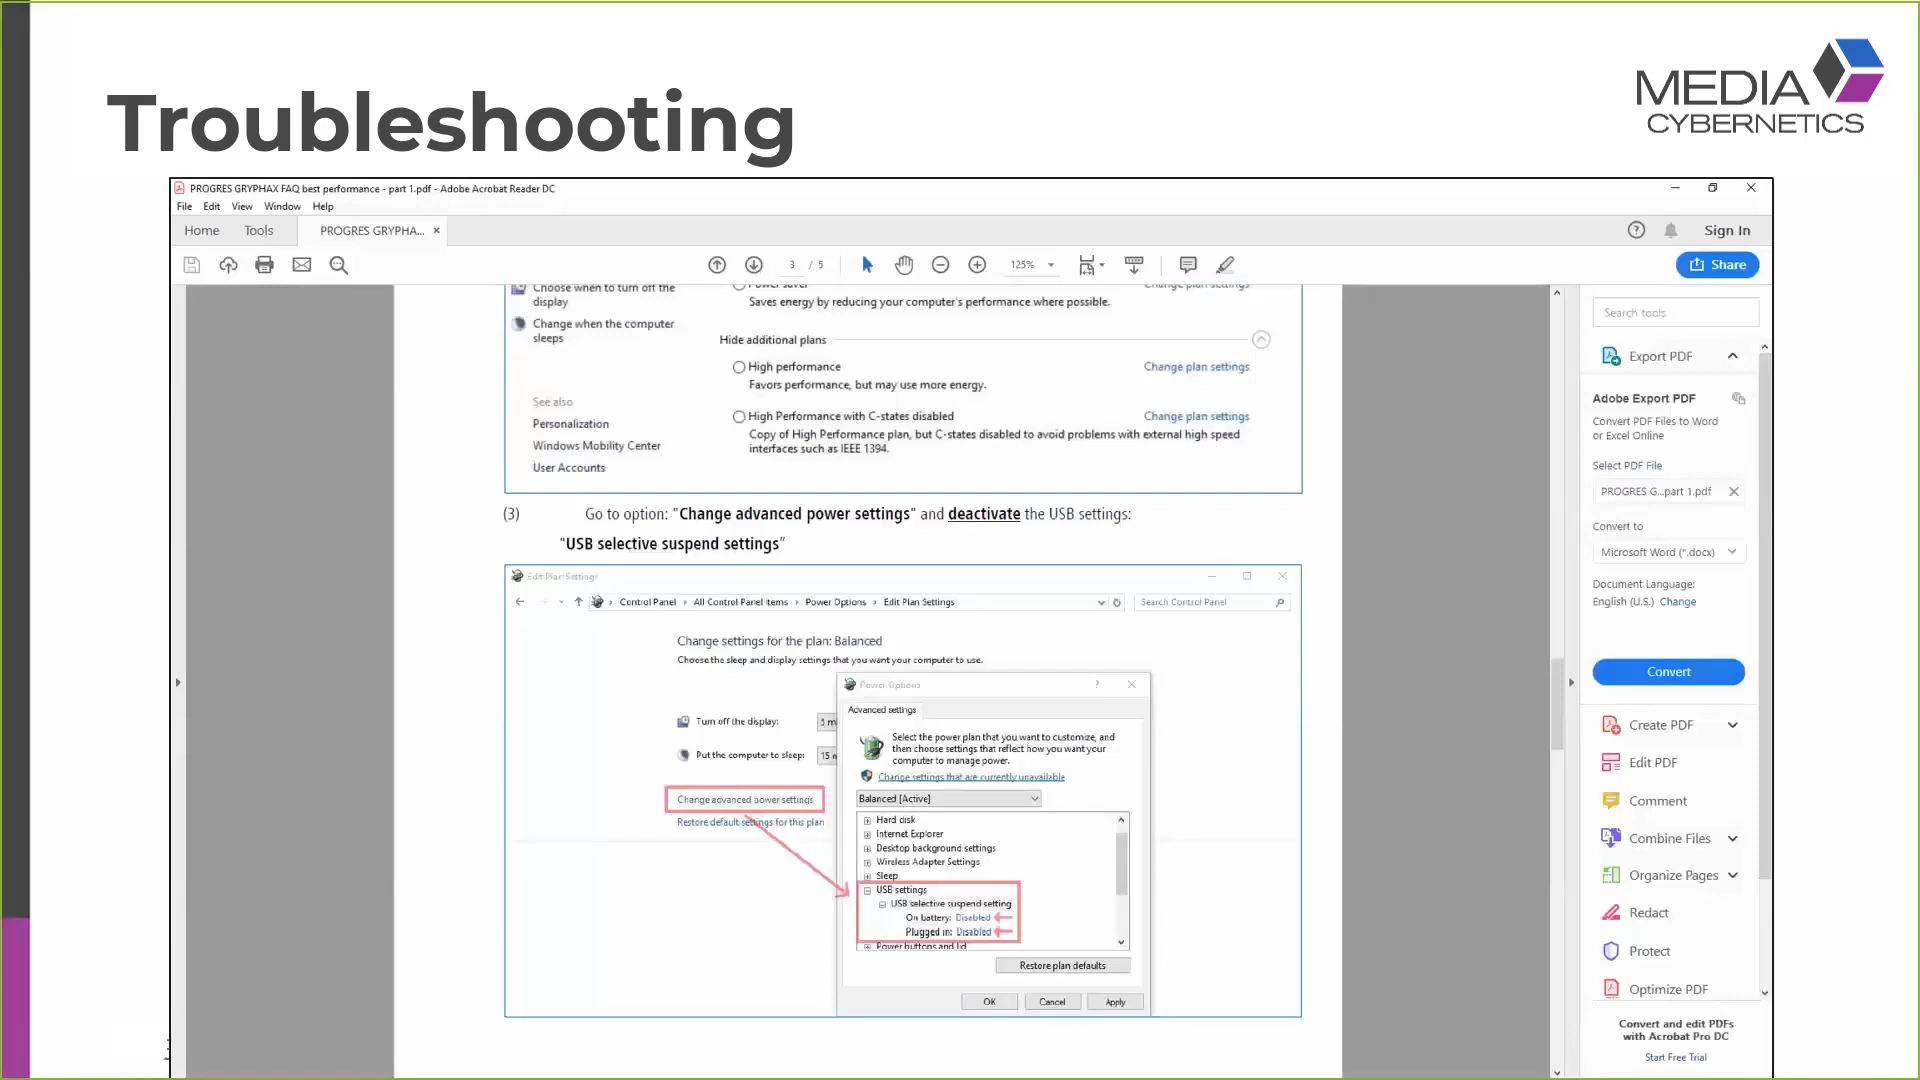 Troubleshooting
MEDIA
CYBERNETICS
PROGRES GRYPHAX FAQ best performance - part 1.pdf - Adobe Acrobat Reader DC
File Edit View Window Help
Home Tools PROGRES GRYPHA... ×
Sign In
3 / 5 125%
Share
Choose when to turn off the
display
Change when the computer
sleeps
See also
Personalization
Windows Mobility Center
User Accounts
Power saver Change plan settings
Saves energy by reducing your computer's performance where possible.
Hide additional plans
High performance Change plan settings
Favors performance, but may use more energy.
High Performance with C-states disabled Change plan settings
Copy of High Performance plan, but C-states disabled to avoid problems with external high speed
interfaces such as IEEE 1394.
(3) Go to option: "Change advanced power settings" and deactivate the USB settings:
"USB selective suspend settings"
Edit Plan Settings
Control Panel › All Control Panel Items › Power Options › Edit Plan Settings
Search Control Panel
Change settings for the plan: Balanced
Choose the sleep and display settings that you want your computer to use.
Turn off the display: 5 m
Put the computer to sleep: 15 m
Change advanced power settings
Restore default settings for this plan
Power Options ?
Advanced settings
Select the power plan that you want to customize, and
then choose settings that reflect how you want your
computer to manage power.
Change settings that are currently unavailable
Balanced [Active]
Hard disk
Internet Explorer
Desktop background settings
Wireless Adapter Settings
Sleep
USB settings
USB selective suspend setting
On battery: Disabled
Plugged in: Disabled
Power buttons and lid
Restore plan defaults
OK Cancel Apply
Search tools
Export PDF
Adobe Export PDF
Convert PDF Files to Word
or Excel Online
Select PDF File
PROGRES G...part 1.pdf
Convert to
Microsoft Word (*.docx)
Document Language:
English (U.S.) Change
Convert
Create PDF
Edit PDF
Comment
Combine Files
Organize Pages
Redact
Protect
Optimize PDF
Convert and edit PDFs
with Acrobat Pro DC
Start Free Trial